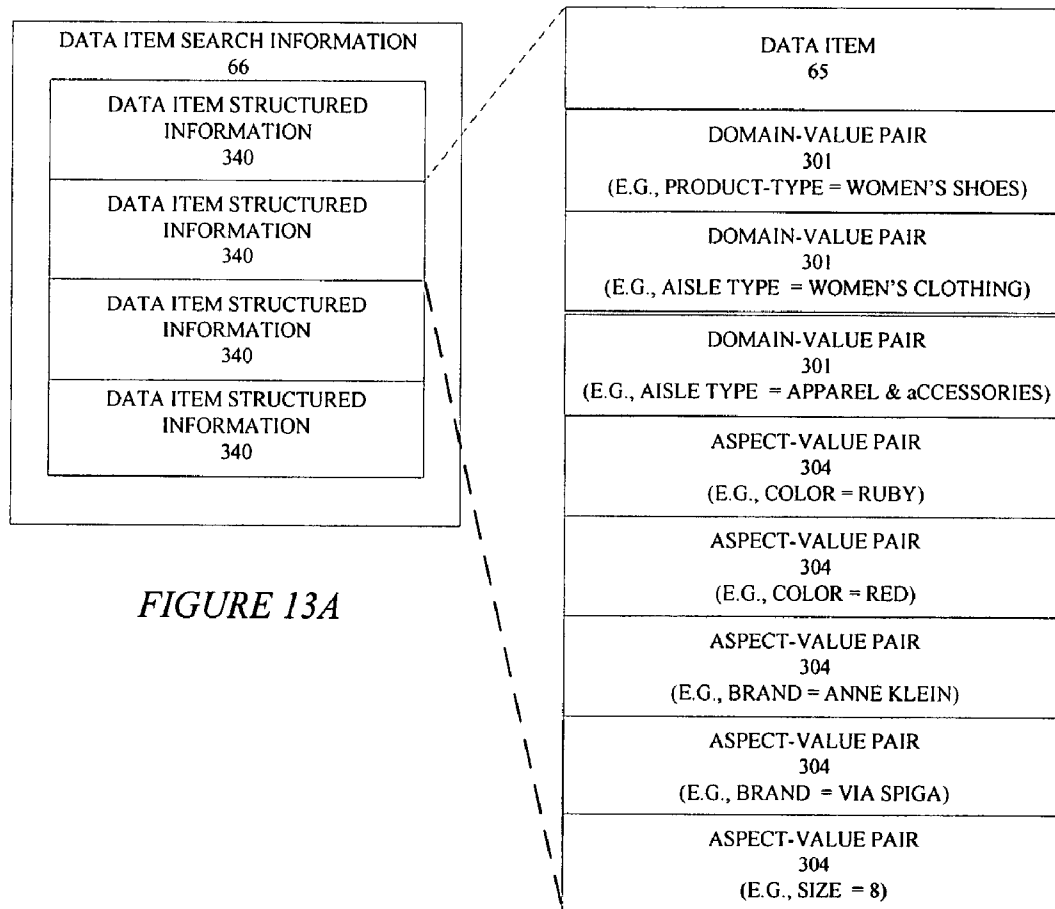 DATA ITEM SEARCH INFORMATION
66
DATA ITEM STRUCTURED
INFORMATION
340
DATA ITEM STRUCTURED
INFORMATION
340
DATA ITEM STRUCTURED
INFORMATION
340
DATA ITEM STRUCTURED
INFORMATION
340
FIGURE 13A
DATA ITEM
65
DOMAIN-VALUE PAIR
301
(E.G., PRODUCT-TYPE = WOMEN'S SHOES)
DOMAIN-VALUE PAIR
301
(E.G., AISLE TYPE = WOMEN'S CLOTHING)
DOMAIN-VALUE PAIR
301
(E.G., AISLE TYPE = APPAREL & aCCESSORIES)
ASPECT-VALUE PAIR
304
(E.G., COLOR = RUBY)
ASPECT-VALUE PAIR
304
(E.G., COLOR = RED)
ASPECT-VALUE PAIR
304
(E.G., BRAND = ANNE KLEIN)
ASPECT-VALUE PAIR
304
(E.G., BRAND = VIA SPIGA)
ASPECT-VALUE PAIR
304
(E.G., SIZE = 8)